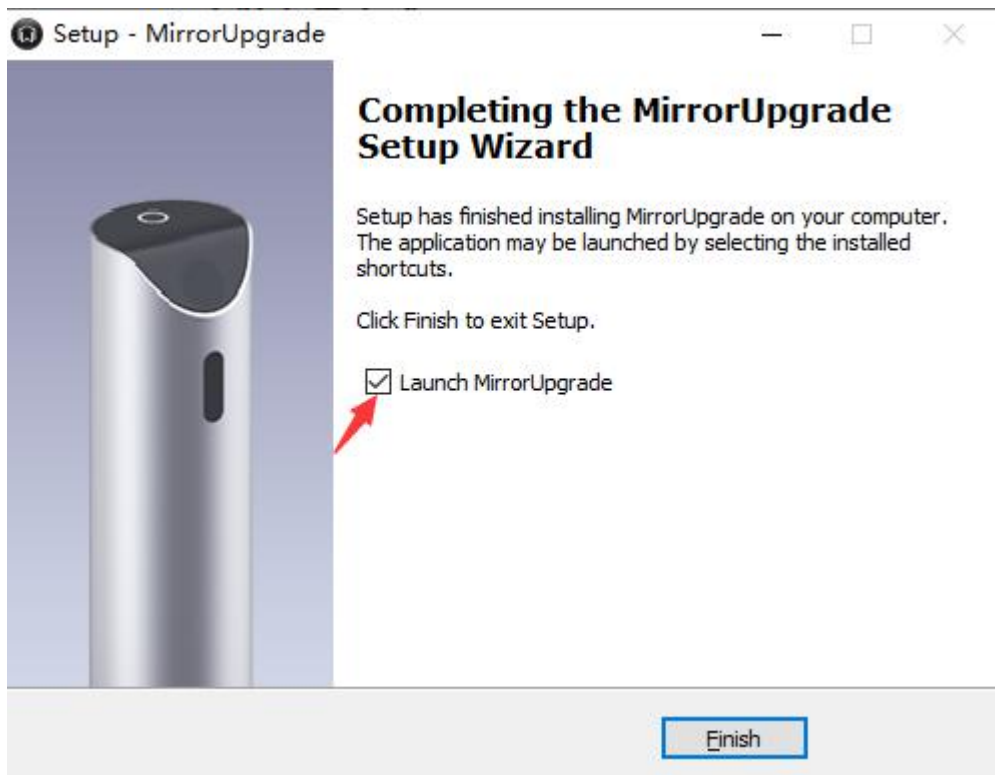 Setup - MirrorUpgrade
Completing the MirrorUpgrade
Setup Wizard
Setup has finished installing MirrorUpgrade on your computer.
The application may be launched by selecting the installed
shortcuts.
Click Finish to exit Setup.
Launch MirrorUpgrade
Finish